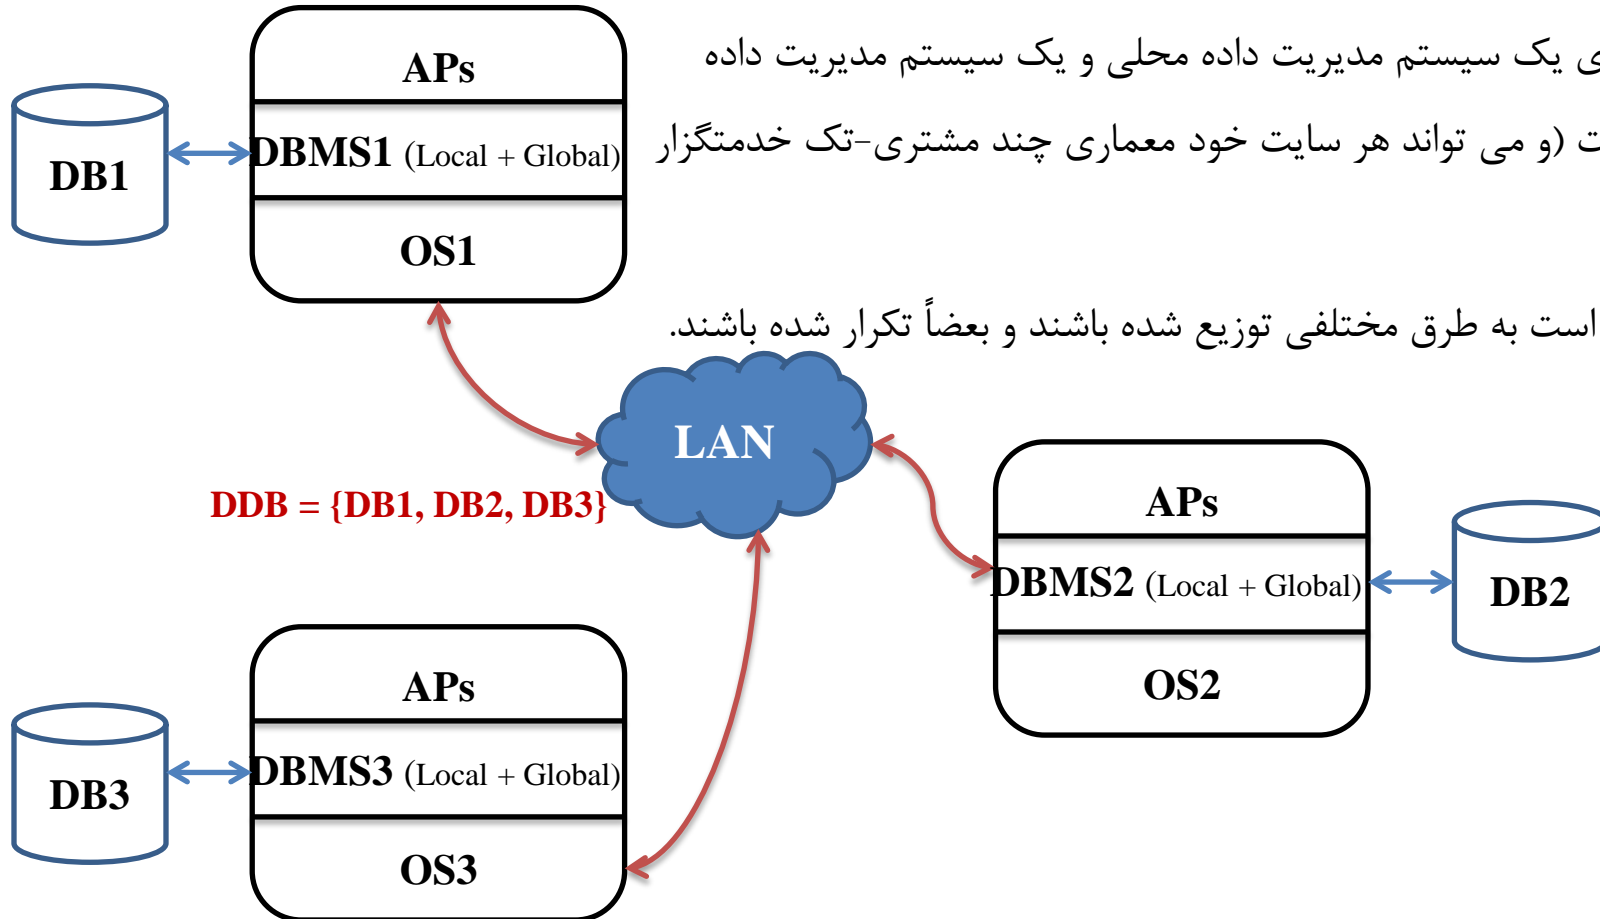 یک سیستم مدیریت داده محلی و یک سیستم مدیریت داده
(و می تواند هر سایت خود معماری چند مشتری-تک خدمتگزار
است به طرق مختلفی توزیع شده باشند و بعضاً تکرار شده باشند.
APs
DBMS1 (Local + Global)
OS1
DB1
LAN
DDB = {DB1, DB2, DB3}
APs
DBMS2 (Local + Global)
OS2
DB2
APs
DBMS3 (Local + Global)
OS3
DB3